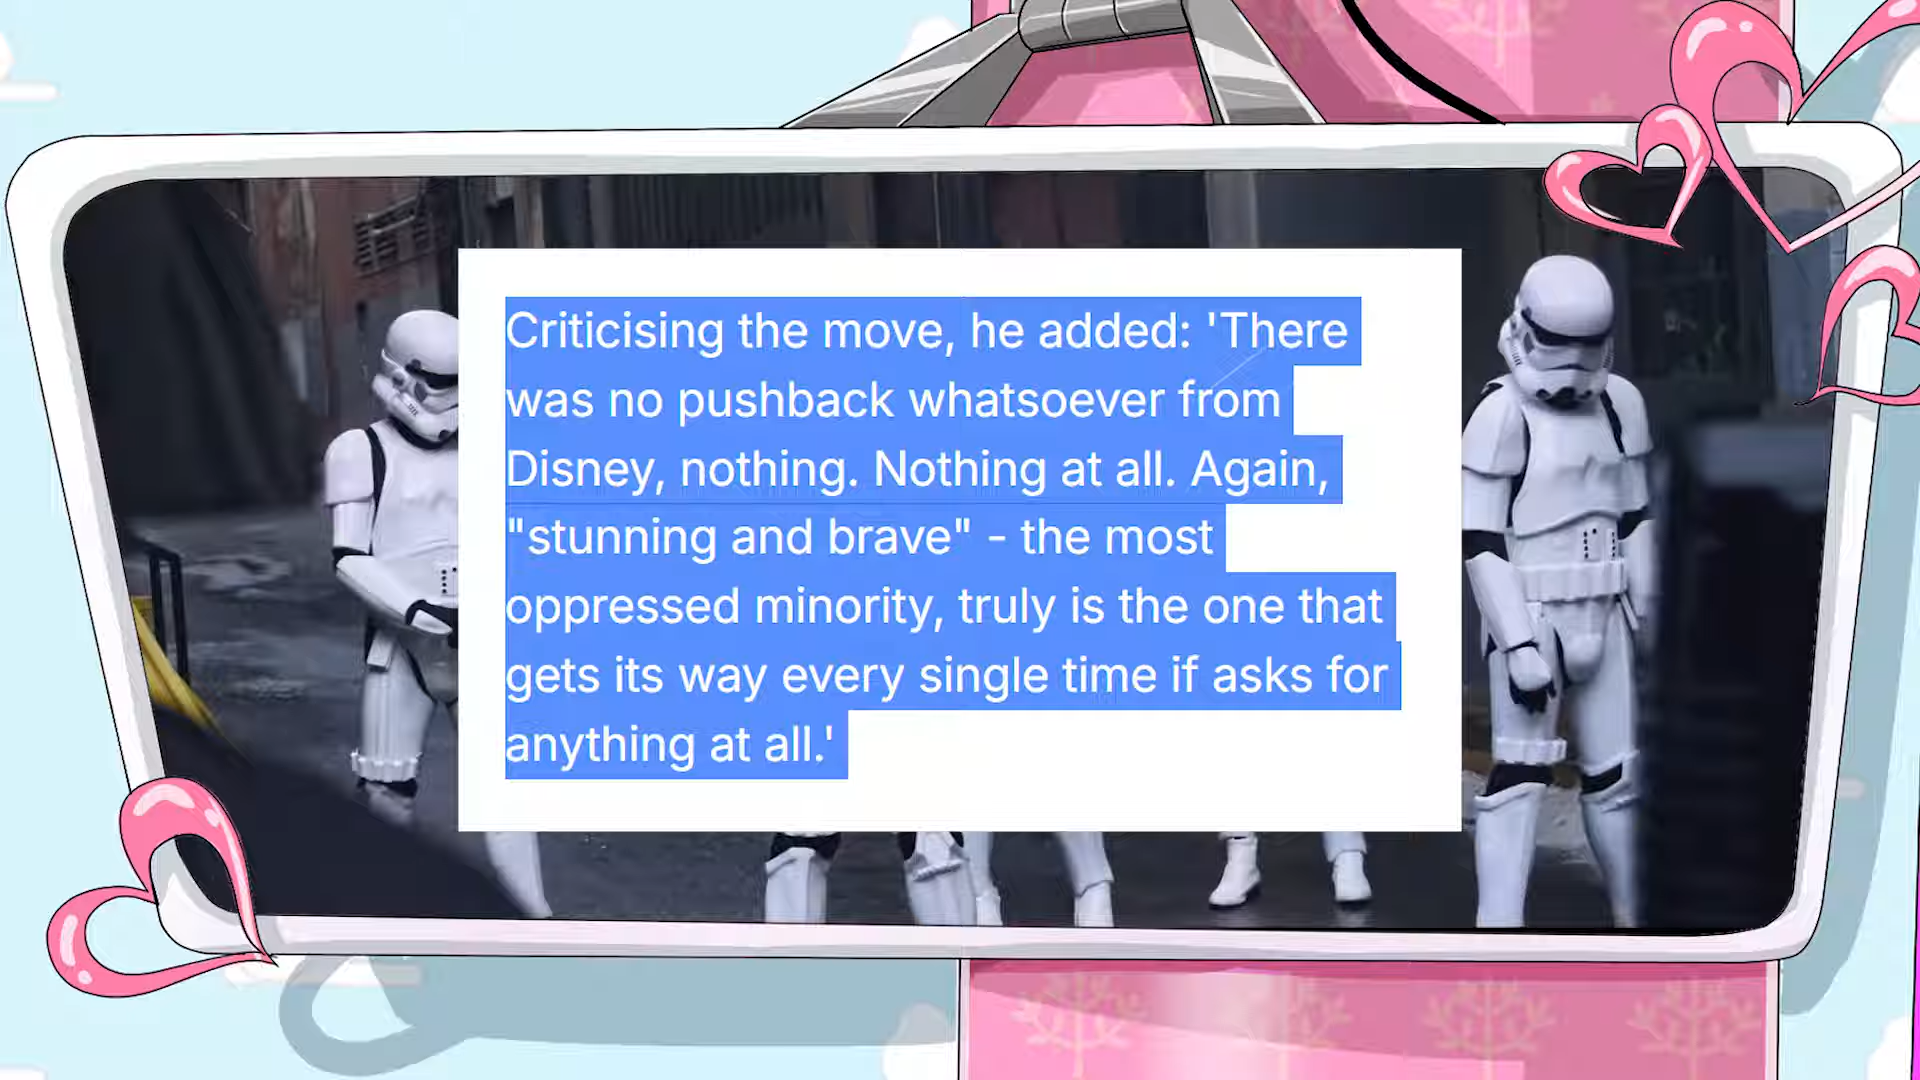 Criticising the move, he added: 'There
was no pushback whatsoever from
Disney, nothing. Nothing at all. Again,
"stunning and brave" - the most
oppressed minority, truly is the one that
gets its way every single time if asks for
anything at all.'